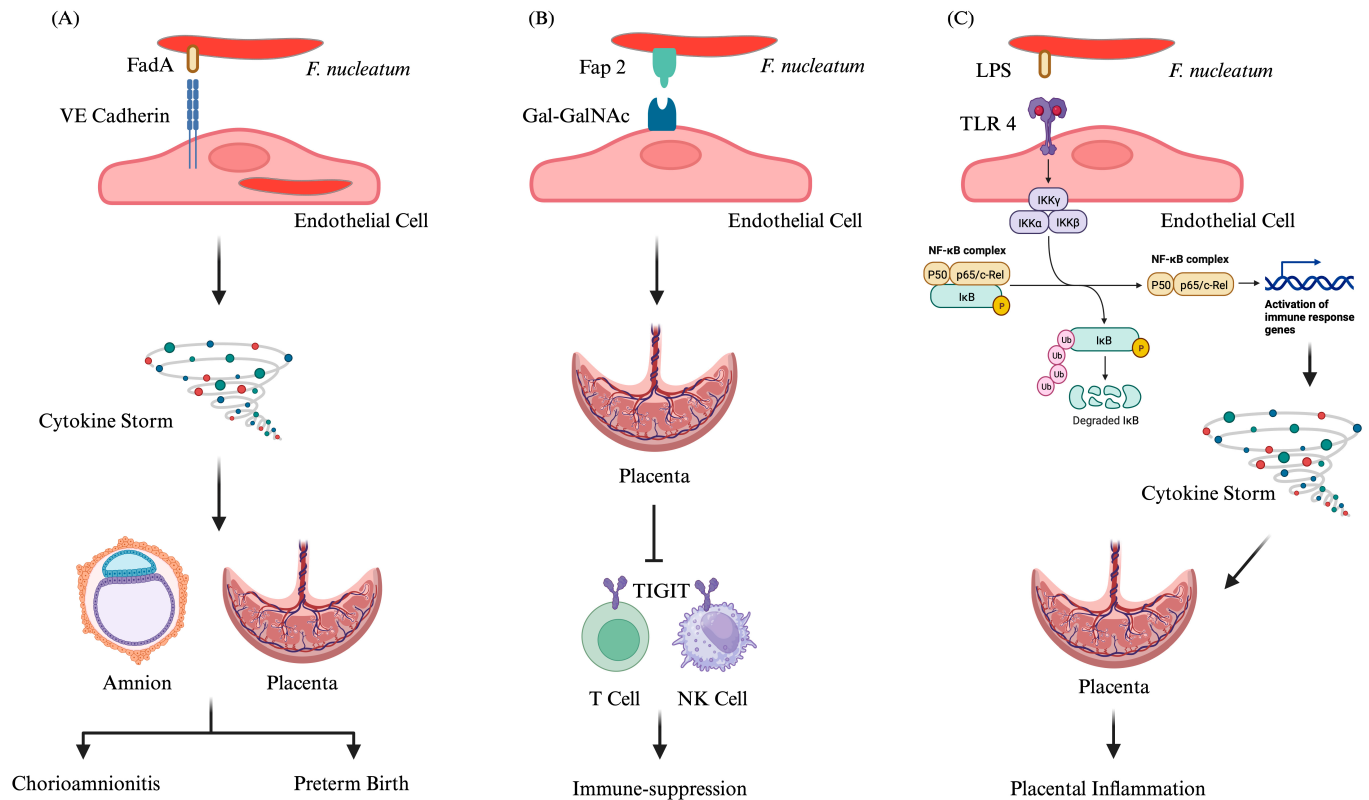 (A)
FadA
F. nucleatum
VE Cadherin
Endothelial Cell
Cytokine Storm
Amnion
Placenta
Chorioamnionitis
Preterm Birth
(B)
Fap 2
F. nucleatum
Gal-GalNAc
Endothelial Cell
Placenta
TIGIT
T Cell
NK Cell
Immune-suppression
(C)
LPS
F. nucleatum
TLR 4
IKKγ
IKKα
IKKβ
Endothelial Cell
NF-κB complex
P50
p65/c-Rel
IκB
P
NF-κB complex
P50
p65/c-Rel
Activation of
immune response
genes
Ub
IκB
P
Ub
Ub
Ub
Degraded IκB
Cytokine Storm
Placenta
Placental Inflammation